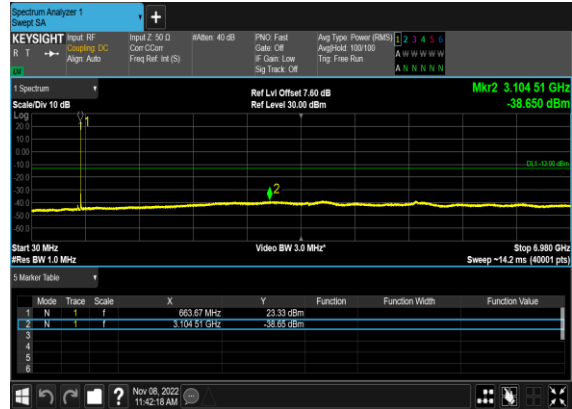 Spectrum Analyzer 1
Swept SA
+
KEYSIGHT Input: RF Input Z: 50 Ω #Atten: 40 dB PNO: Fast Avg Type: Power (RMS) 1 2 3 4 5 6
R T Coupling: DC Corr CCorr Gate: Off Avg|Hold: 100/100 A W W W W W
Align: Auto Freq Ref: Int (S) IF Gain: Low Trig: Free Run
Sig Track: Off A N N N N N
1 Spectrum Ref Lvl Offset 7.60 dB Mkr2 3.104 51 GHz
Scale/Div 10 dB Ref Level 30.00 dBm -38.650 dBm
Log
20.0
10.0
0.00
-10.0
-20.0
-30.0
-40.0
-50.0
-60.0
1
2
DL1 -13.00 dBm
Start 30 MHz Video BW 3.0 MHz* Stop 6.980 GHz
#Res BW 1.0 MHz Sweep ~14.2 ms (40001 pts)
5 Marker Table
Mode Trace Scale X Y Function Function Width Function Value
1 N 1 f 663.67 MHz 23.33 dBm
2 N 1 f 3.104 51 GHz -38.65 dBm
3
4
5
6
? Nov 08, 2022
11:42:18 AM